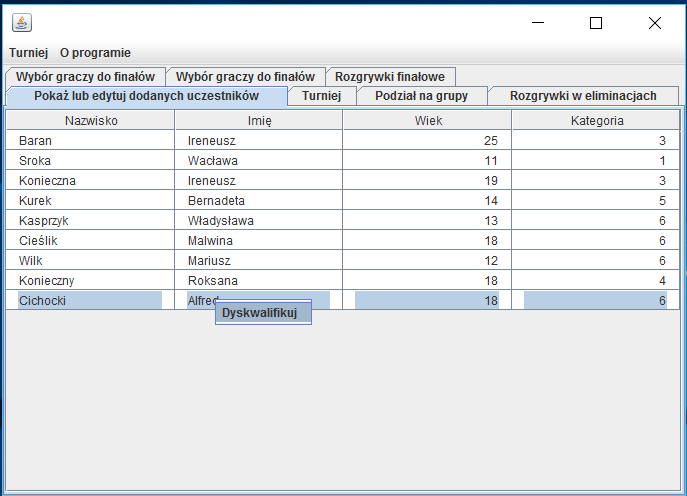 Turniej O programie
Wybór graczy do finałów Wybór graczy do finałów Rozgrywki finałowe
Pokaż lub edytuj dodanych uczestników Turniej Podział na grupy Rozgrywki w eliminacjach
Nazwisko Imię Wiek Kategoria
Baran Ireneusz 25 3
Sroka Wacława 11 1
Konieczna Ireneusz 19 3
Kurek Bernadeta 14 5
Kasprzyk Władysława 13 6
Cieślik Malwina 18 6
Wilk Mariusz 12 6
Konieczny Roksana 18 4
Cichocki Alfred 18 6
Dyskwalifikuj